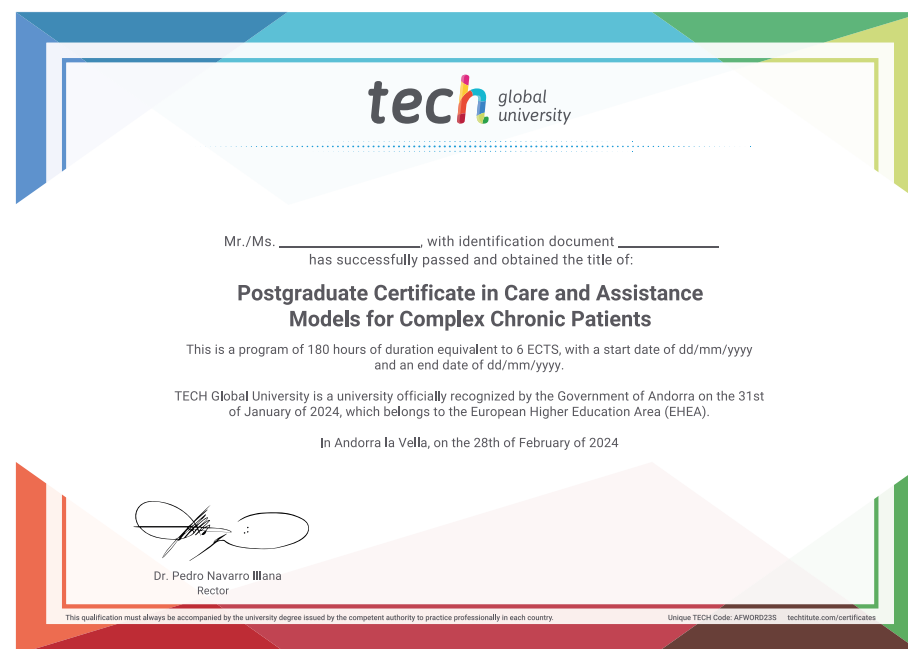 tech global
university
Mr./Ms. ____________, with identification document ____________
has successfully passed and obtained the title of:
Postgraduate Certificate in Care and Assistance
Models for Complex Chronic Patients
This is a program of 180 hours of duration equivalent to 6 ECTS, with a start date of dd/mm/yyyy
and an end date of dd/mm/yyyy.
TECH Global University is a university officially recognized by the Government of Andorra on the 31st
of January of 2024, which belongs to the European Higher Education Area (EHEA).
In Andorra la Vella, on the 28th of February of 2024
Dr. Pedro Navarro Illana
Rector
This qualification must always be accompanied by the university degree issued by the competent authority to practice professionally in each country.
Unique TECH Code: AFWORD23S techtitute.com/certificates